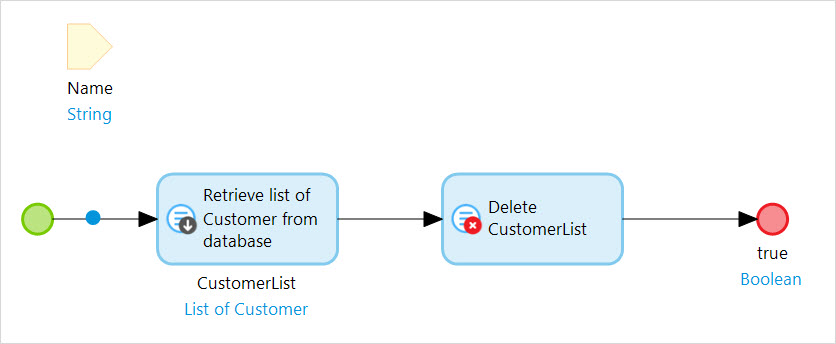 Name
String
Retrieve list of
Customer from
database
Delete
CustomerList
true
Boolean
CustomerList
List of Customer